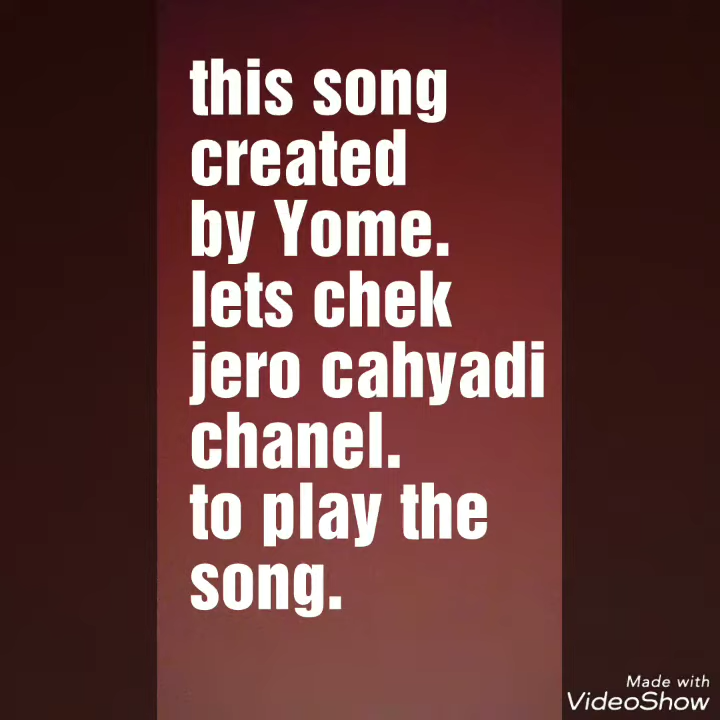 this song
created
by Yome.
lets chek
jero cahyadi
chanel.
to play the
song.
Made with
VideoShow